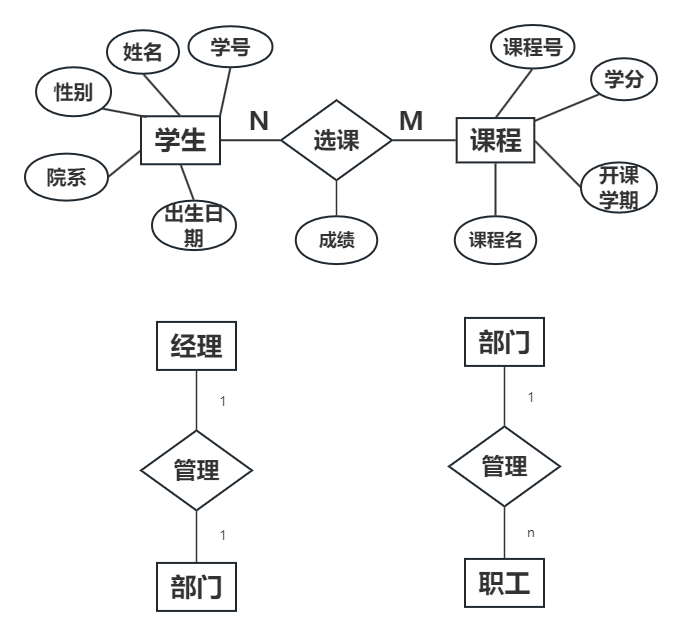 姓名
学号
课程号
性别
学分
学生
N
选课
M
课程
院系
开课
学期
出生日
期
成绩
课程名
经理
部门
1
1
管理
管理
1
n
部门
职工